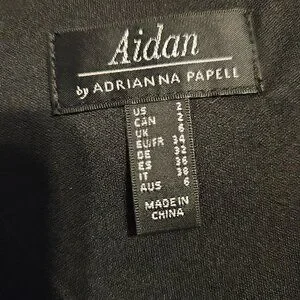 Aidan
by ADRIANNA PAPELL
US 2
CAN 2
UK 6
EU/FR 34
DE 32
ES 36
IT 38
AUS 6
MADE IN
CHINA